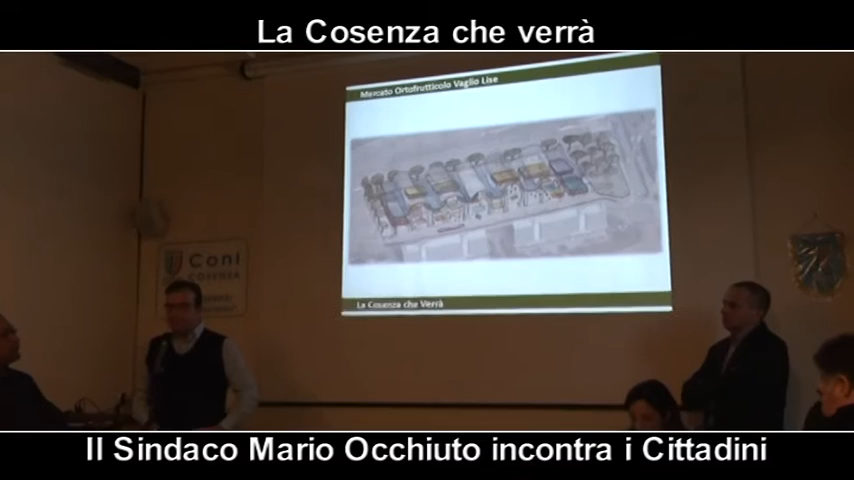 La Cosenza che verrà
Mercato Ortofrutticolo Vaglio Lise
Coni
COSENZA
La Cosenza che Verrà
Il Sindaco Mario Occhiuto incontra i Cittadini